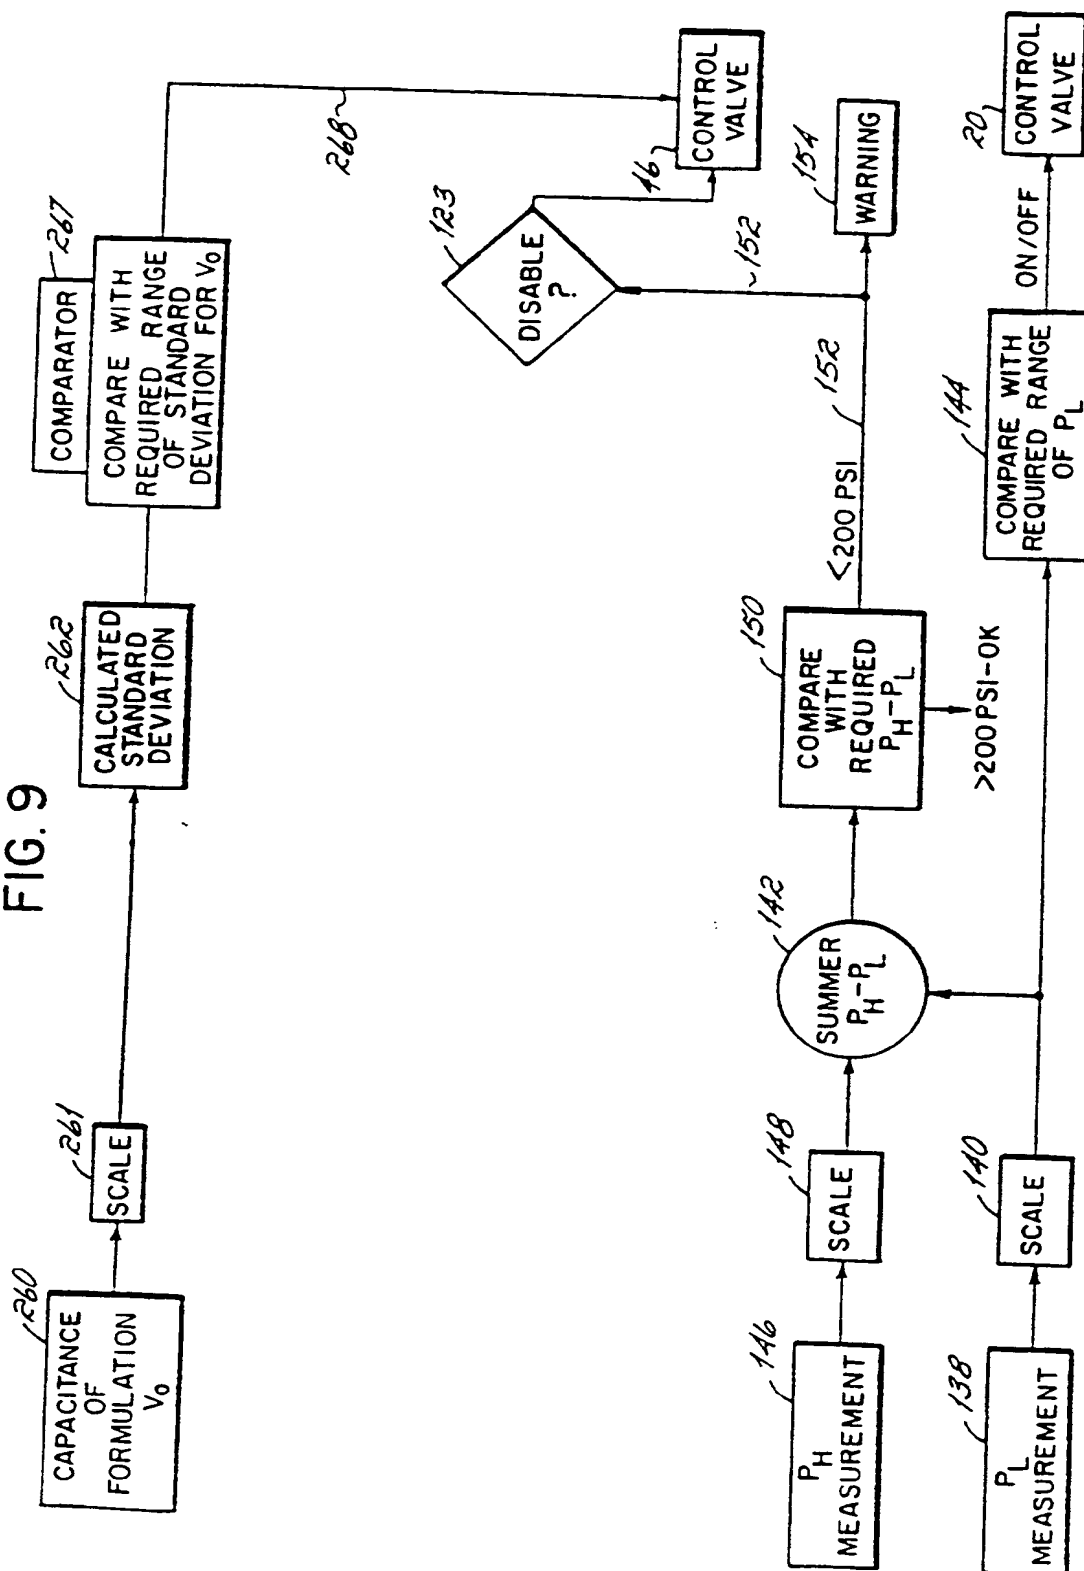 FIG. 9
260
CAPACITANCE
OF
FORMULATION
V0
261
SCALE
262
CALCULATED
STANDARD
DEVIATION
COMPARATOR
267
COMPARE WITH
REQUIRED RANGE
OF STANDARD
DEVIATION FOR V0
268
123
DISABLE
?
46
CONTROL
VALVE
152
146
PH
MEASUREMENT
148
SCALE
142
SUMMER
PH-PL
150
COMPARE
WITH
REQUIRED
PH-PL
>200 PSI-OK
<200 PSI
152
154
WARNING
138
PL
MEASUREMENT
140
SCALE
144
COMPARE WITH
REQUIRED RANGE
OF PL
ON/OFF
20
CONTROL
VALVE